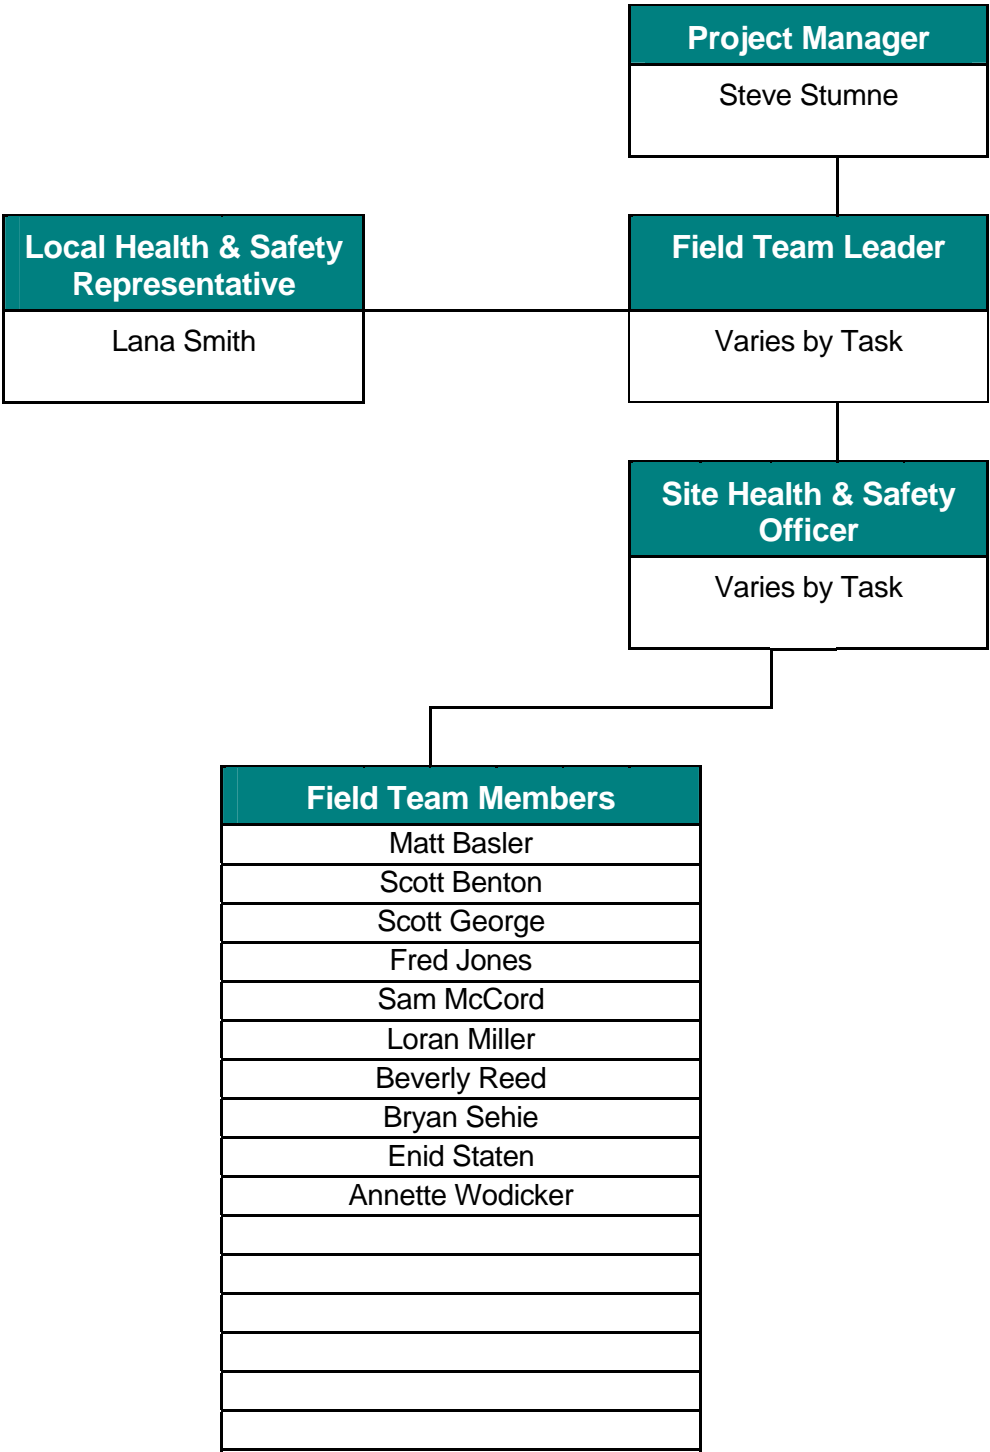 Project Manager
Steve Stumne
Local Health & Safety
Representative
Lana Smith
Field Team Leader
Varies by Task
Site Health & Safety
Officer
Varies by Task
Field Team Members
Matt Basler
Scott Benton
Scott George
Fred Jones
Sam McCord
Loran Miller
Beverly Reed
Bryan Sehie
Enid Staten
Annette Wodicker